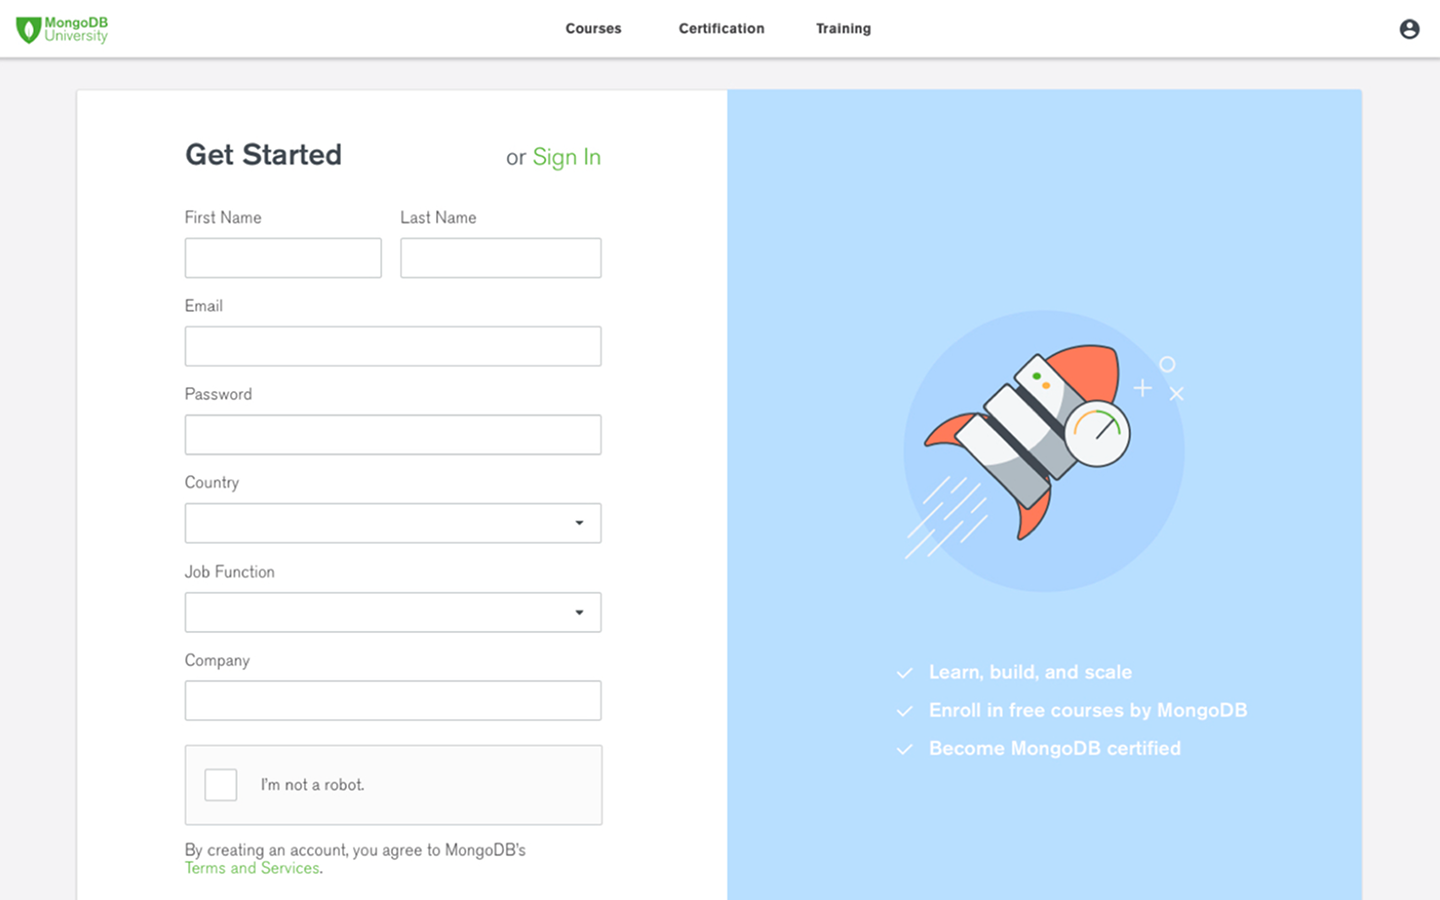 MongoDB
University
Courses
Certification
Training
Get Started
or Sign In
First Name
Last Name
Email
Password
Country
Job Function
Company
I'm not a robot.
By creating an account, you agree to MongoDB's
Terms and Services.
Learn, build, and scale
Enroll in free courses by MongoDB
Become MongoDB certified